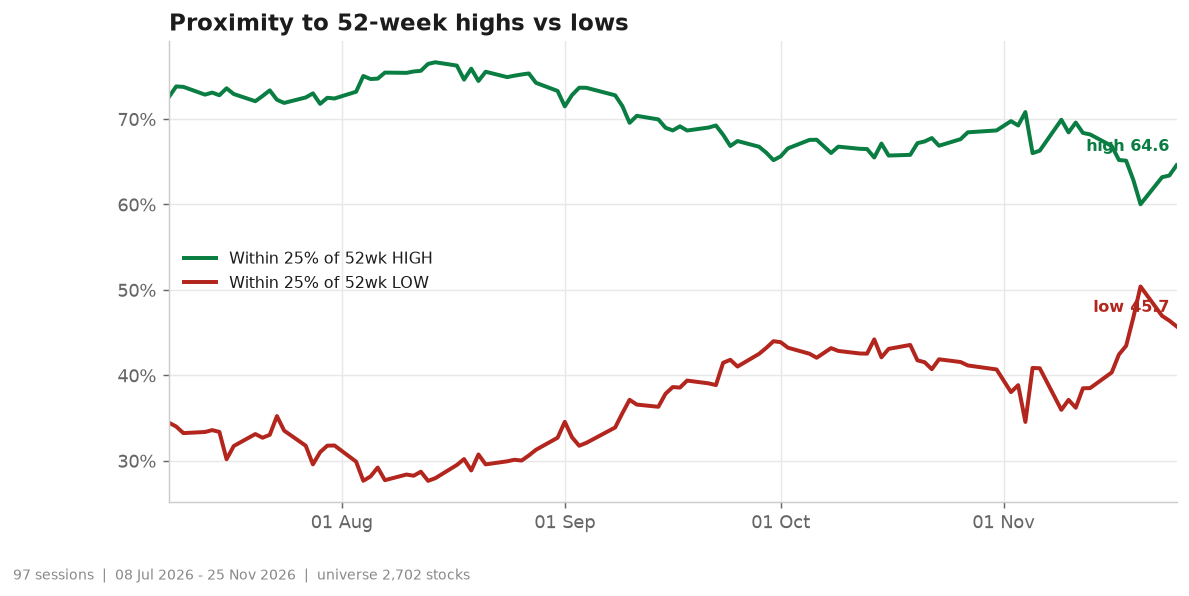 Proximity to 52-week highs vs lows
70%
60%
50%
40%
30%
high 64.6
low 45.7
Within 25% of 52wk HIGH
Within 25% of 52wk LOW
01 Aug
01 Sep
01 Oct
01 Nov
97 sessions | 08 Jul 2026 - 25 Nov 2026 | universe 2,702 stocks